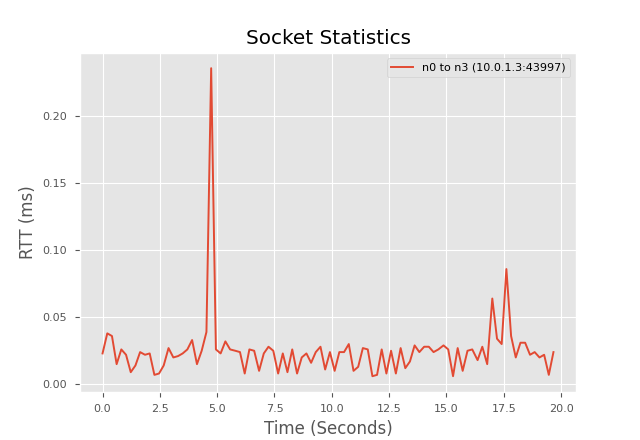 Socket Statistics
n0 to n3 (10.0.1.3:43997)
RTT (ms)
0.20
0.15
0.10
0.05
0.00
0.0 2.5 5.0 7.5 10.0 12.5 15.0 17.5 20.0
Time (Seconds)